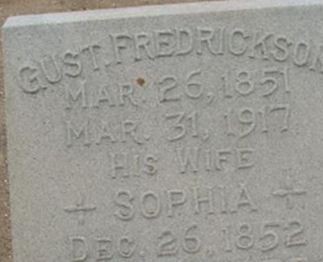 GUST. FREDRICKSON
MAR. 26, 1851
MAR. 31, 1917
HIS WIFE
+ SOPHIA +
DEC. 26, 1852